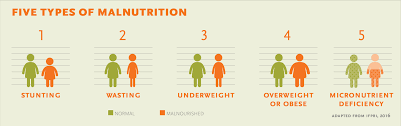 FIVE TYPES OF MALNUTRITION
1
2
3
4
5
STUNTING
WASTING
UNDERWEIGHT
OVERWEIGHT
OR OBESE
MICRONUTRIENT
DEFICIENCY
NORMAL
MALNOURISHED
ADAPTED FROM IFPRI, 2016